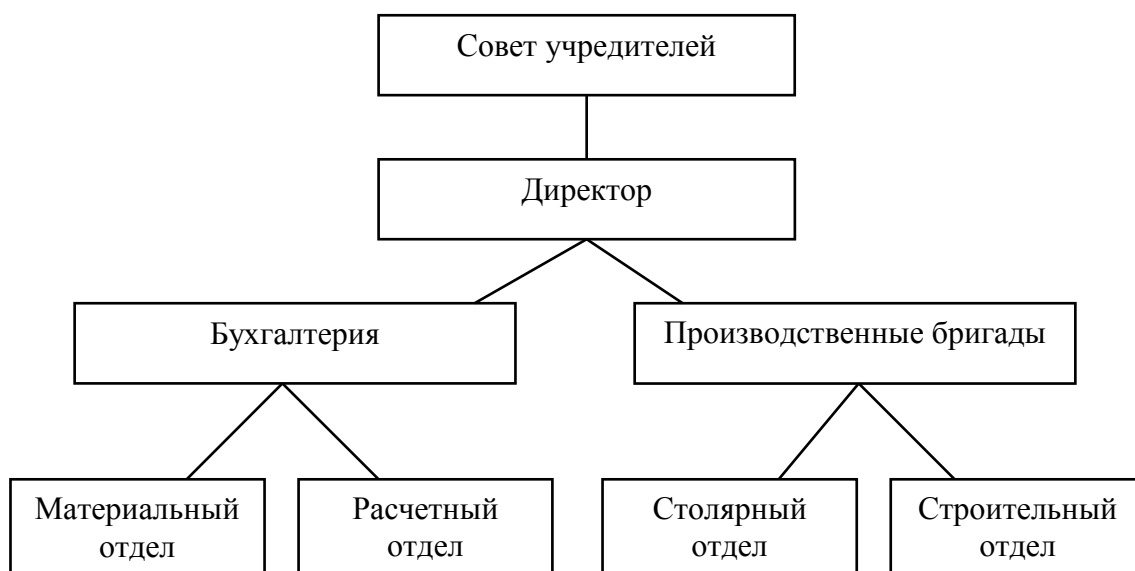 Совет учредителей
Директор
Бухгалтерия
Производственные бригады
Материальный
отдел
Расчетный
отдел
Столярный
отдел
Строительный
отдел